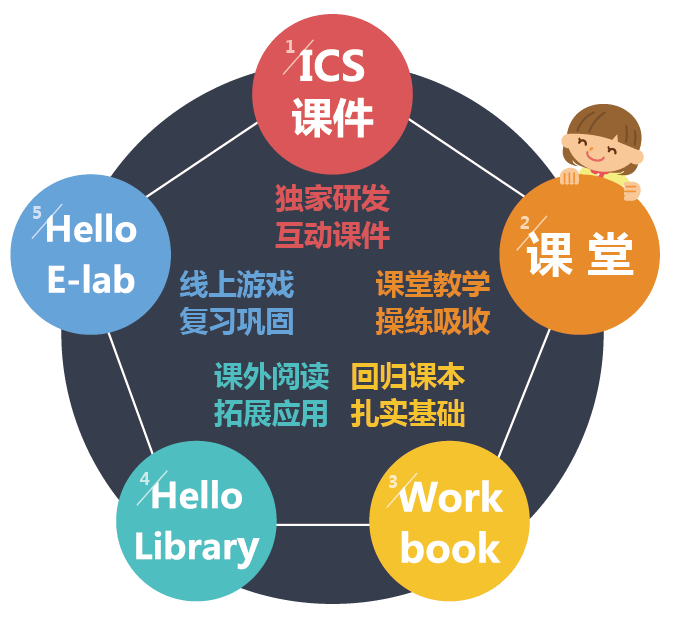 1
ICS
课件
独家研发
互动课件
2
课 堂
课堂教学
操练吸收
3
Work
book
回归课本
扎实基础
4
Hello
Library
课外阅读
拓展应用
5
Hello
E-lab
线上游戏
复习巩固